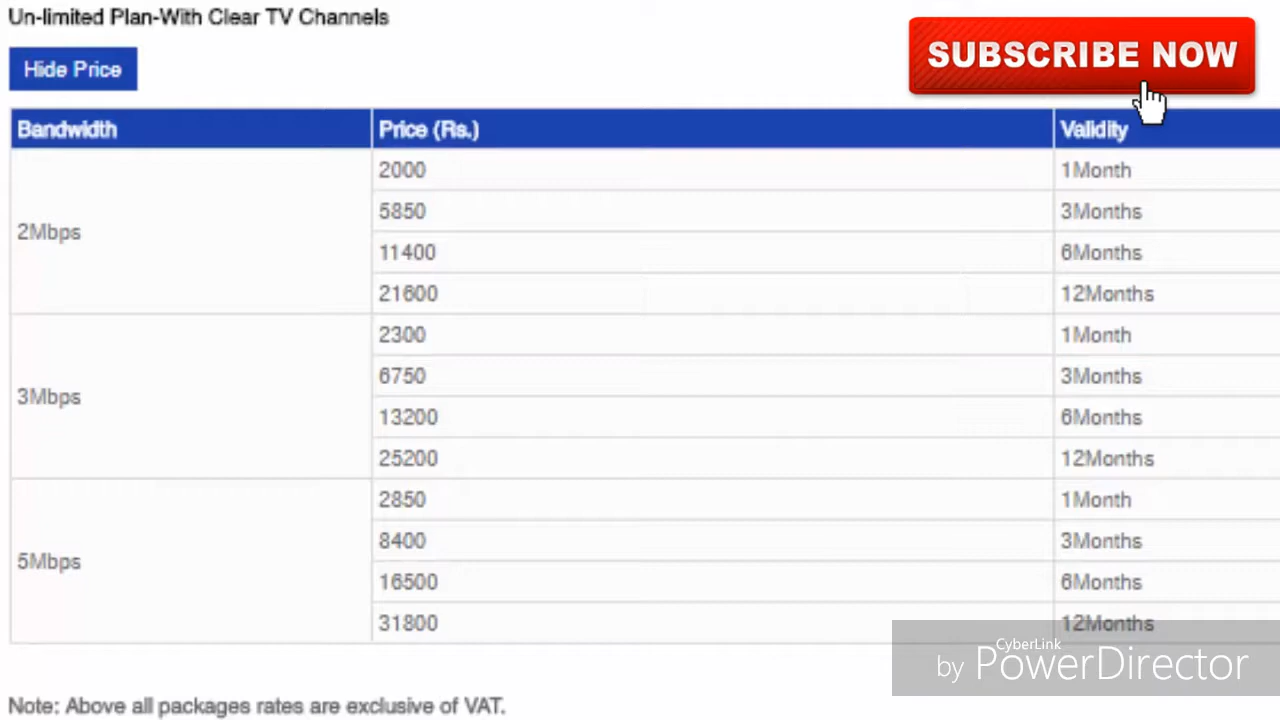 Un-limited Plan-With Clear TV Channels
SUBSCRIBE NOW
Hide Price
Bandwidth Price (Rs.) Validity
2Mbps
2000 1Month
5850 3Months
11400 6Months
21600 12Months
3Mbps
2300 1Month
6750 3Months
13200 6Months
25200 12Months
5Mbps
2850 1Month
8400 3Months
16500 6Months
31800 12Months
CyberLink
by PowerDirector
Note: Above all packages rates are exclusive of VAT.